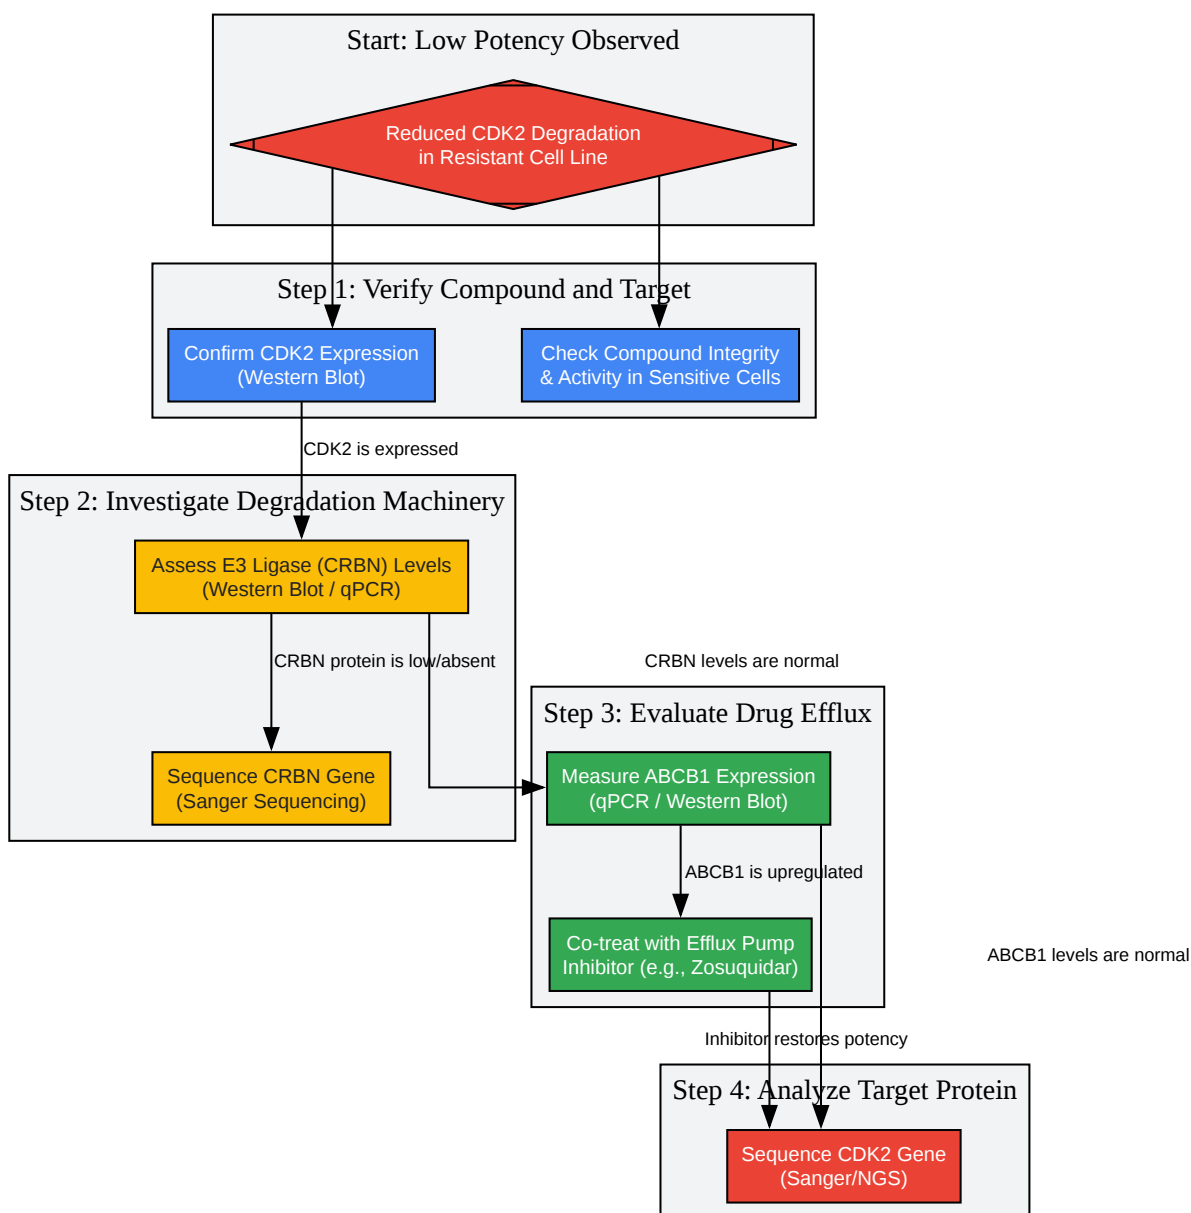 Start: Low Potency Observed
Reduced CDK2 Degradation
in Resistant Cell Line
Step 1: Verify Compound and Target
Confirm CDK2 Expression
(Western Blot)
Check Compound Integrity
& Activity in Sensitive Cells
CDK2 is expressed
Step 2: Investigate Degradation Machinery
Assess E3 Ligase (CRBN) Levels
(Western Blot / qPCR)
CRBN protein is low/absent
CRBN levels are normal
Sequence CRBN Gene
(Sanger Sequencing)
Step 3: Evaluate Drug Efflux
Measure ABCB1 Expression
(qPCR / Western Blot)
ABCB1 is upregulated
Co-treat with Efflux Pump
Inhibitor (e.g., Zosuquidar)
ABCB1 levels are normal
Inhibitor restores potency
Step 4: Analyze Target Protein
Sequence CDK2 Gene
(Sanger/NGS)